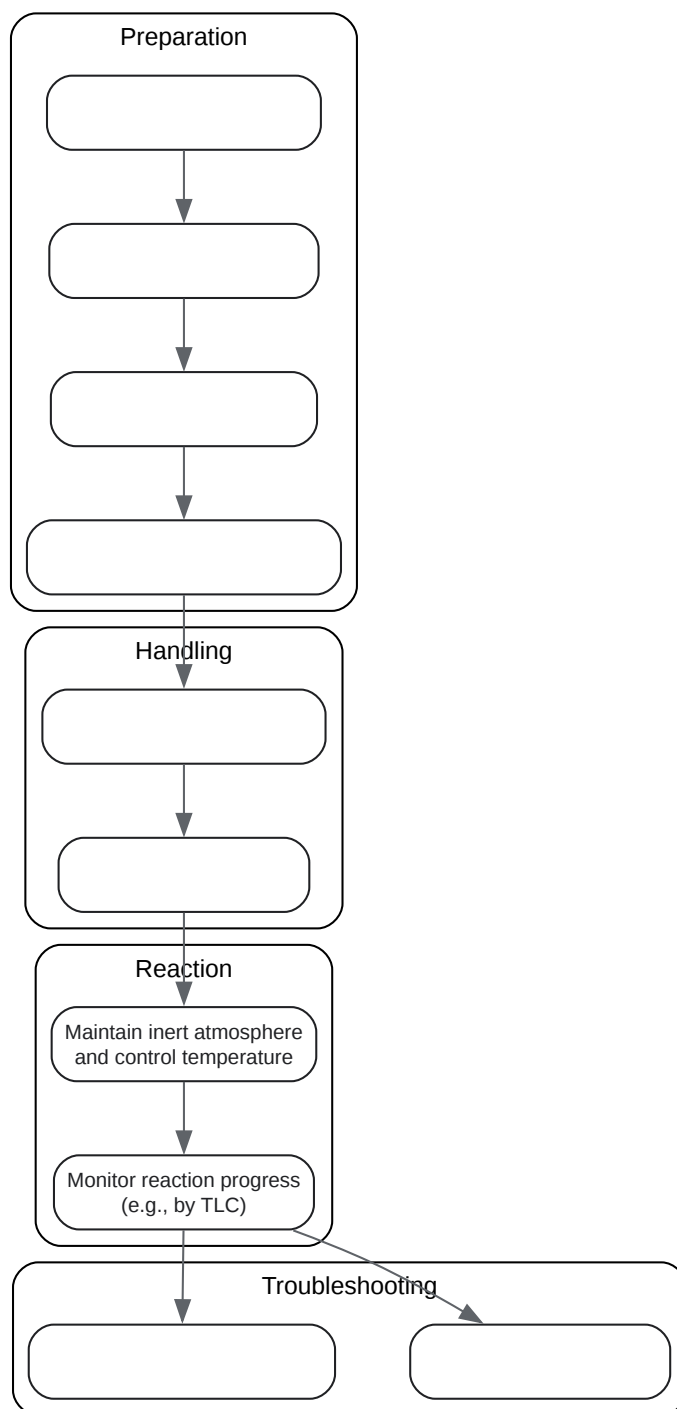 Preparation
Handling
Reaction
Maintain inert atmosphere
and control temperature
Monitor reaction progress
(e.g., by TLC)
Troubleshooting